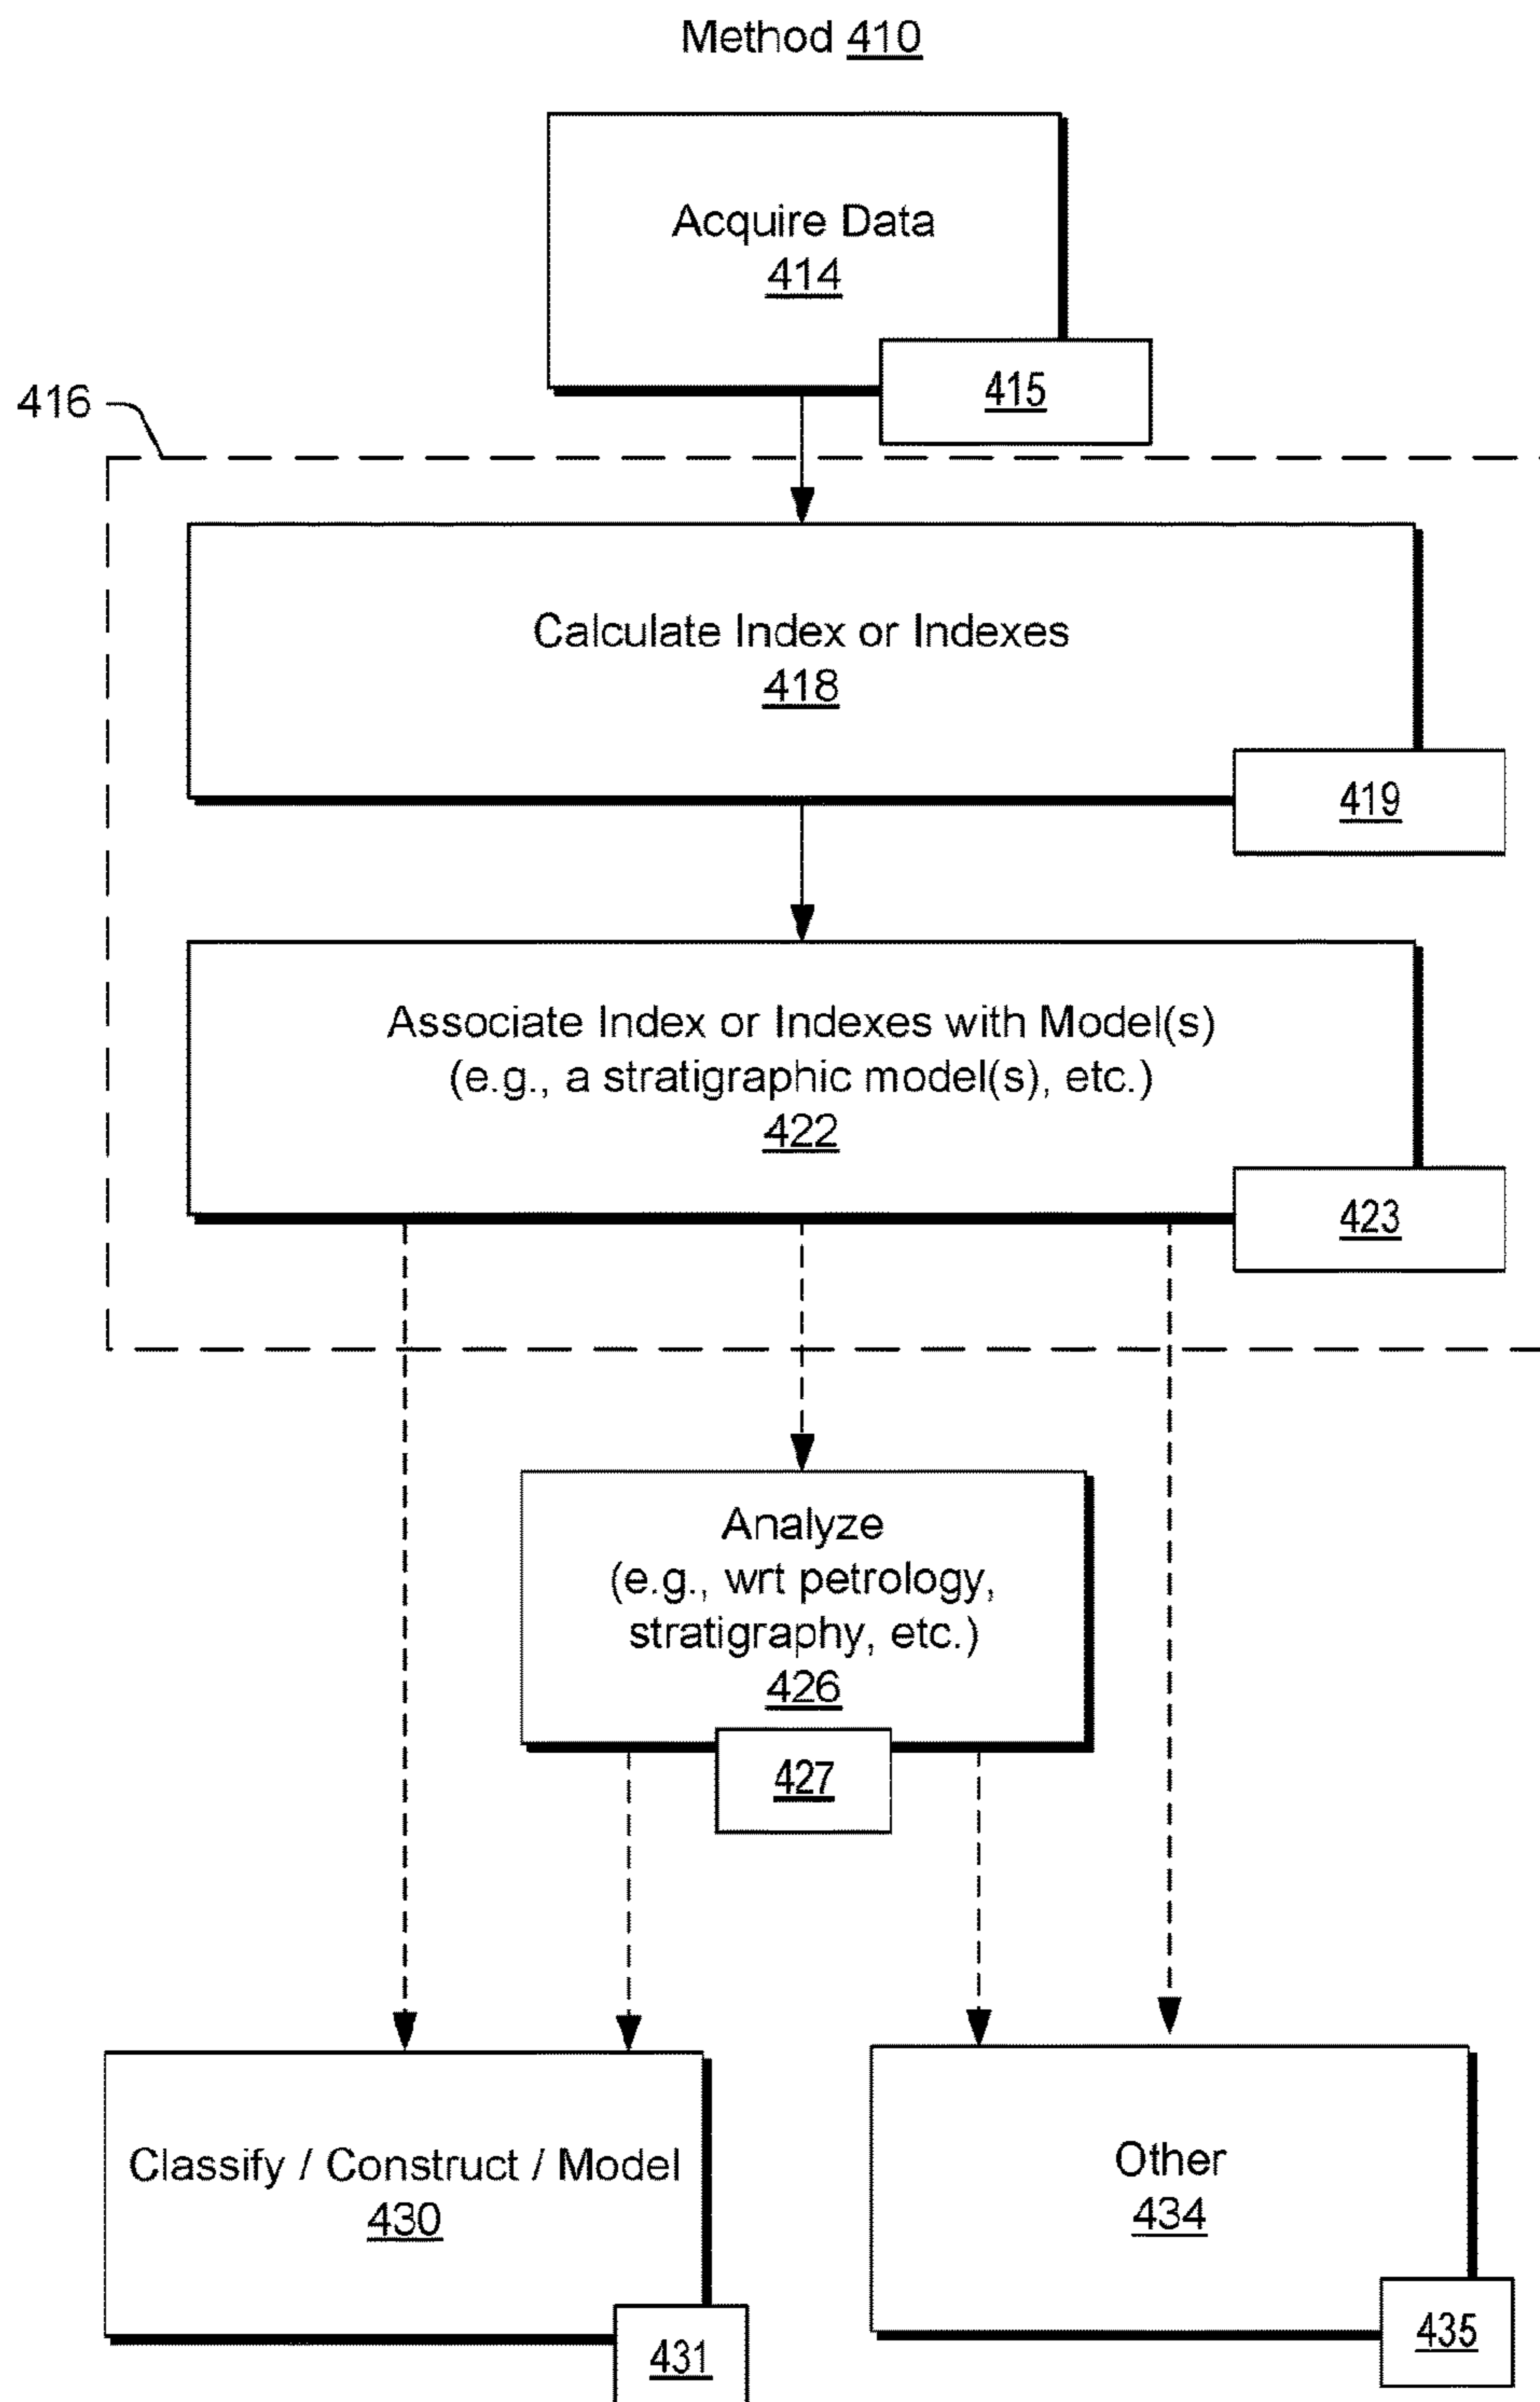 Method 410
Acquire Data
414
415
416
Calculate Index or Indexes
418
419
Associate Index or Indexes with Model(s)
(e.g., a stratigraphic model(s), etc.)
422
423
Analyze
(e.g., wrt petrology,
stratigraphy, etc.)
426
427
Classify / Construct / Model
430
431
Other
434
435